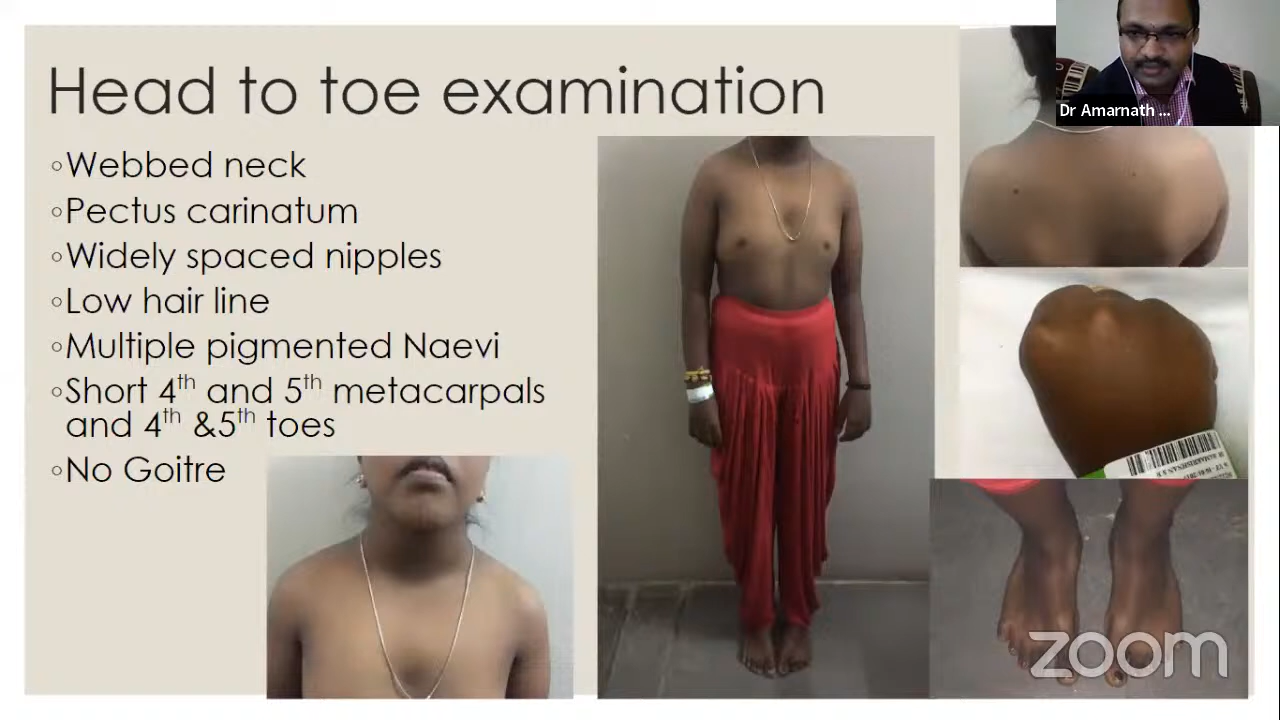 Head to toe examination
◦Webbed neck
◦Pectus carinatum
◦Widely spaced nipples
◦Low hair line
◦Multiple pigmented Naevi
◦Short 4th and 5th metacarpals
and 4th &5th toes
◦No Goitre
Dr Amarnath ...
zoom